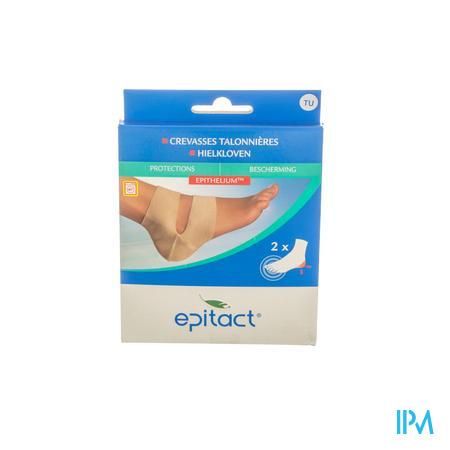 TU
CREVASSES TALONNIÈRES
HIELKLOVEN
PROTECTIONS
BESCHERMING
EPITHELIUM™
2 x
epitact®
IPM